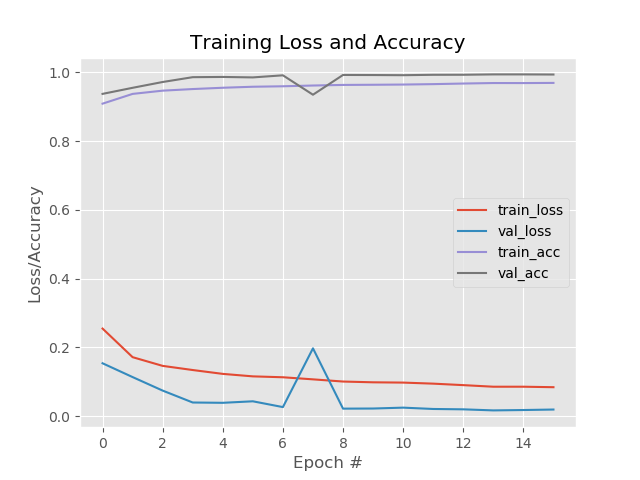 Training Loss and Accuracy
Loss/Accuracy
1.0
0.8
0.6
0.4
0.2
0.0
train_loss
val_loss
train_acc
val_acc
0 2 4 6 8 10 12 14
Epoch #